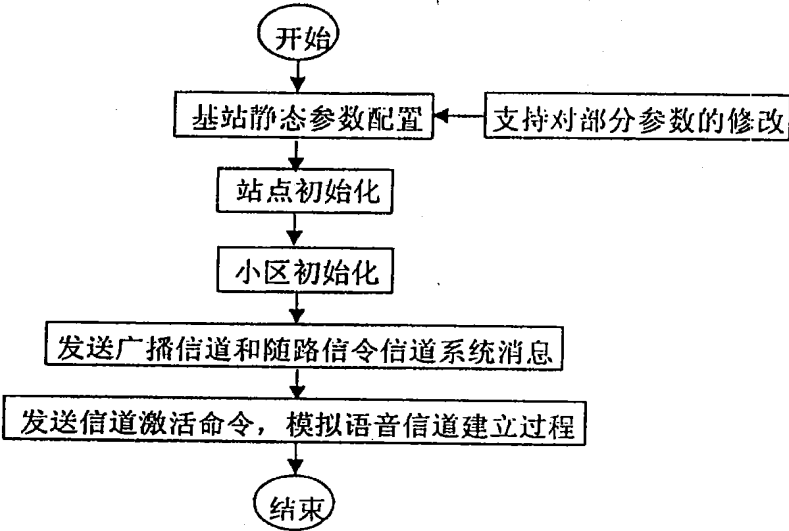 开始
基站静态参数配置
支持对部分参数的修改
站点初始化
小区初始化
发送广播信道和随路信令信道系统消息
发送信道激活命令，模拟语音信道建立过程
结束